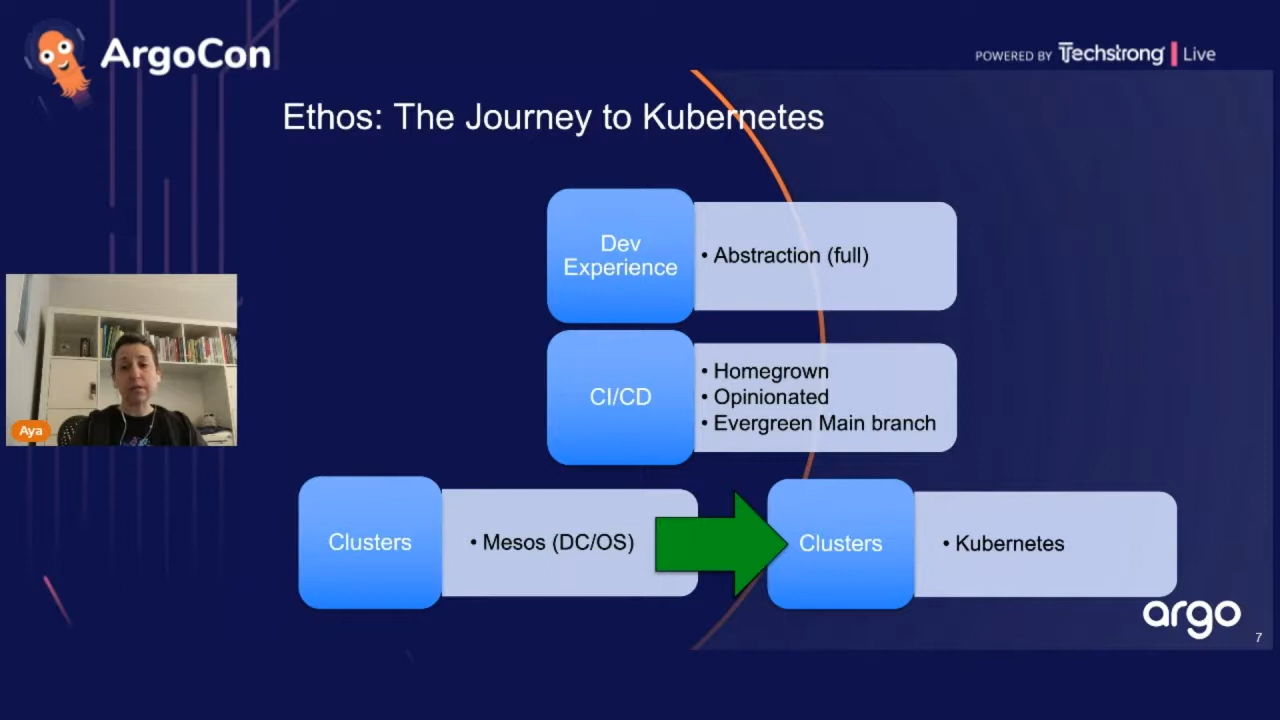 ArgoCon
POWERED BY Techstrong | Live
Ethos: The Journey to Kubernetes
Dev
Experience
• Abstraction (full)
CI/CD
• Homegrown
• Opinionated
• Evergreen Main branch
Clusters
• Mesos (DC/OS)
Clusters
• Kubernetes
Aya
argo
7